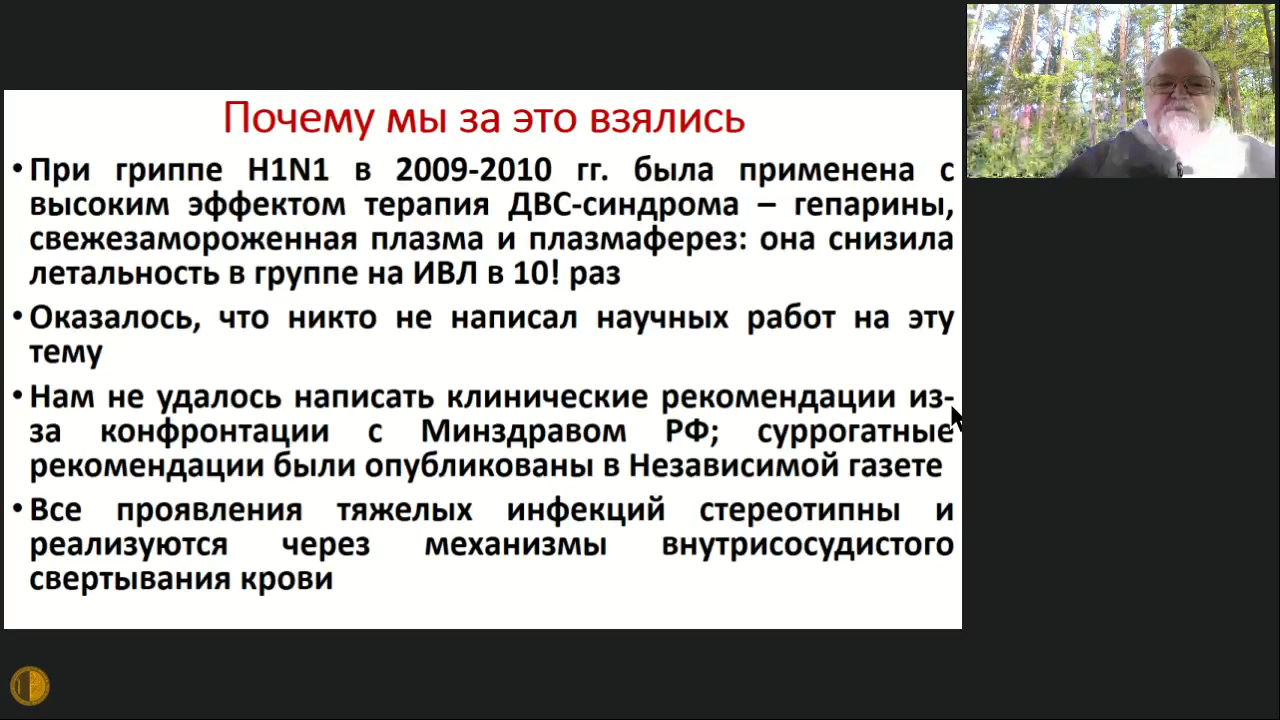 Почему мы за это взялись
• При гриппе H1N1 в 2009-2010 гг. была применена с
высоким эффектом терапия ДВС-синдрома – гепарины,
свежезамороженная плазма и плазмаферез: она снизила
летальность в группе на ИВЛ в 10! раз
• Оказалось, что никто не написал научных работ на эту
тему
• Нам не удалось написать клинические рекомендации из-
за конфронтации с Минздравом РФ; суррогатные
рекомендации были опубликованы в Независимой газете
• Все проявления тяжелых инфекций стереотипны и
реализуются через механизмы внутрисосудистого
свертывания крови